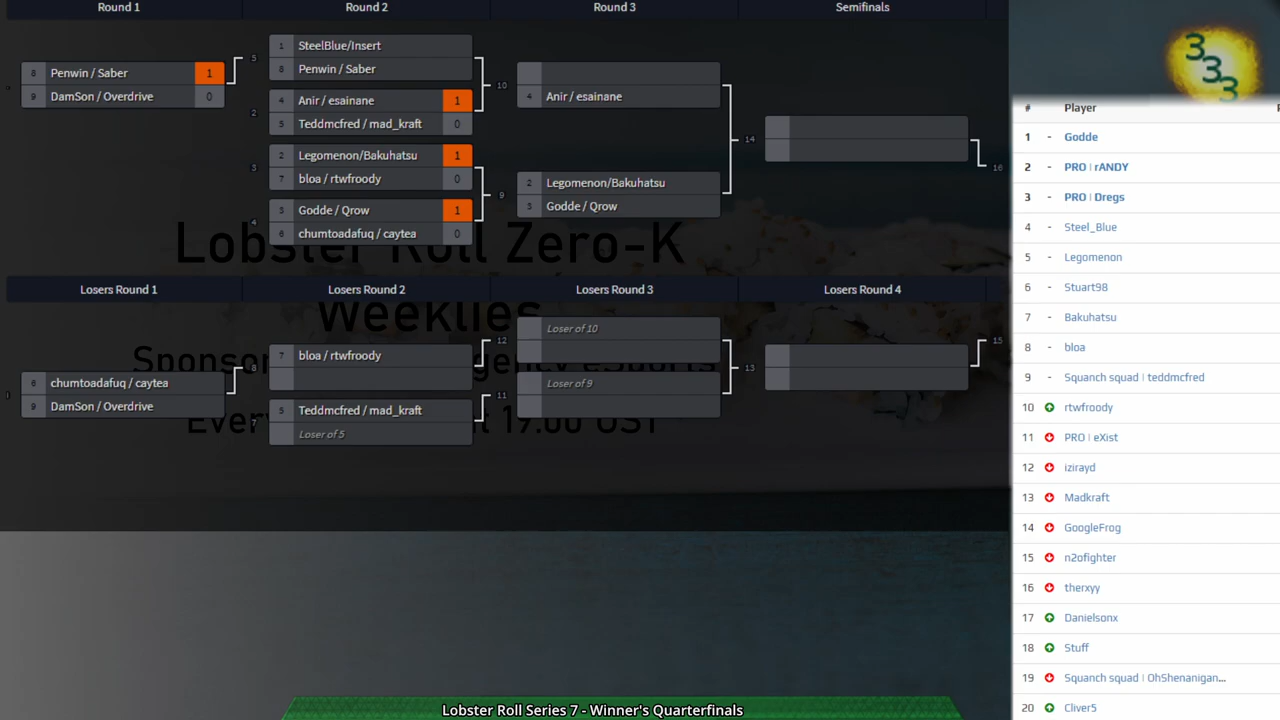 Round 1
Round 2
Round 3
Semifinals
8 Penwin / Saber 1
9 DamSon / Overdrive 0
5
1 SteelBlue/Insert
8 Penwin / Saber
2
4 Anir / esainane 1
5 Teddmcfred / mad_kraft 0
3
2 Legomenon/Bakuhatsu 1
7 bloa / rtwfroody 0
4
3 Godde / Qrow 1
6 chumtoadafuq / caytea 0
10
4 Anir / esainane
9
2 Legomenon/Bakuhatsu
3 Godde / Qrow
14
16
Lobster Roll Zero-K
Weeklies
Losers Round 1
Losers Round 2
Losers Round 3
Losers Round 4
6 chumtoadafuq / caytea
9 DamSon / Overdrive
8
7 bloa / rtwfroody
7
5 Teddmcfred / mad_kraft
Loser of 5
12
Loser of 10
11
Loser of 9
13
15
333
# Player
1 - Godde
2 - PRO | rANDY
3 - PRO | Dregs
4 - Steel_Blue
5 - Legomenon
6 - Stuart98
7 - Bakuhatsu
8 - bloa
9 - Squanch squad | teddmcfred
10 rtwfroody
11 PRO | eXist
12 izirayd
13 Madkraft
14 GoogleFrog
15 n2ofighter
16 therxyy
17 Danielsonx
18 Stuff
19 Squanch squad | OhShenanigan...
20 Cliver5
Lobster Roll Series 7 - Winner's Quarterfinals